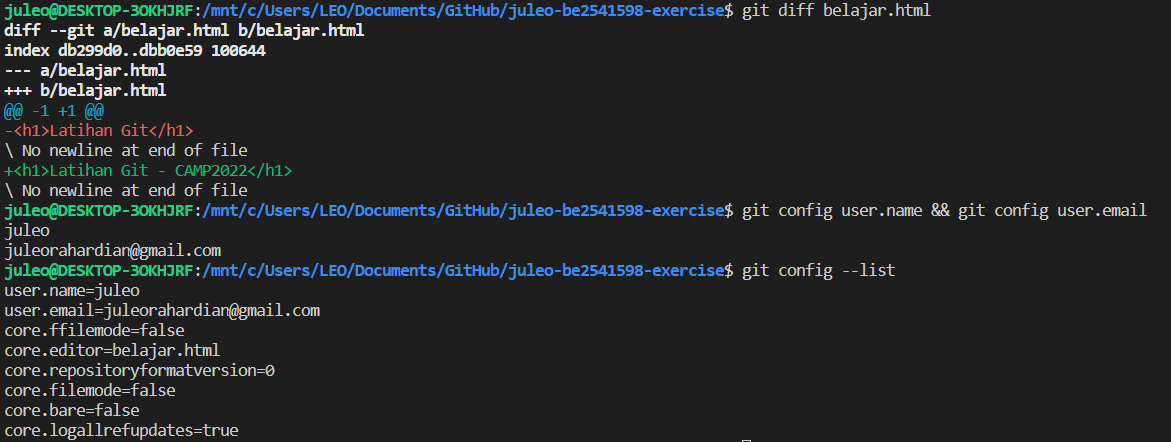 juleo@DESKTOP-3OKHJRF:/mnt/c/Users/LEO/Documents/GitHub/juleo-be2541598-exercise$ git diff belajar.html
diff --git a/belajar.html b/belajar.html
index db299d0..dbb0e59 100644
--- a/belajar.html
+++ b/belajar.html
@@ -1 +1 @@
-<h1>Latihan Git</h1>
\ No newline at end of file
+<h1>Latihan Git - CAMP2022</h1>
\ No newline at end of file
juleo@DESKTOP-3OKHJRF:/mnt/c/Users/LEO/Documents/GitHub/juleo-be2541598-exercise$ git config user.name && git config user.email
juleo
juleorahardian@gmail.com
juleo@DESKTOP-3OKHJRF:/mnt/c/Users/LEO/Documents/GitHub/juleo-be2541598-exercise$ git config --list
user.name=juleo
user.email=juleorahardian@gmail.com
core.ffilemode=false
core.editor=belajar.html
core.repositoryformatversion=0
core.filemode=false
core.bare=false
core.logallrefupdates=true